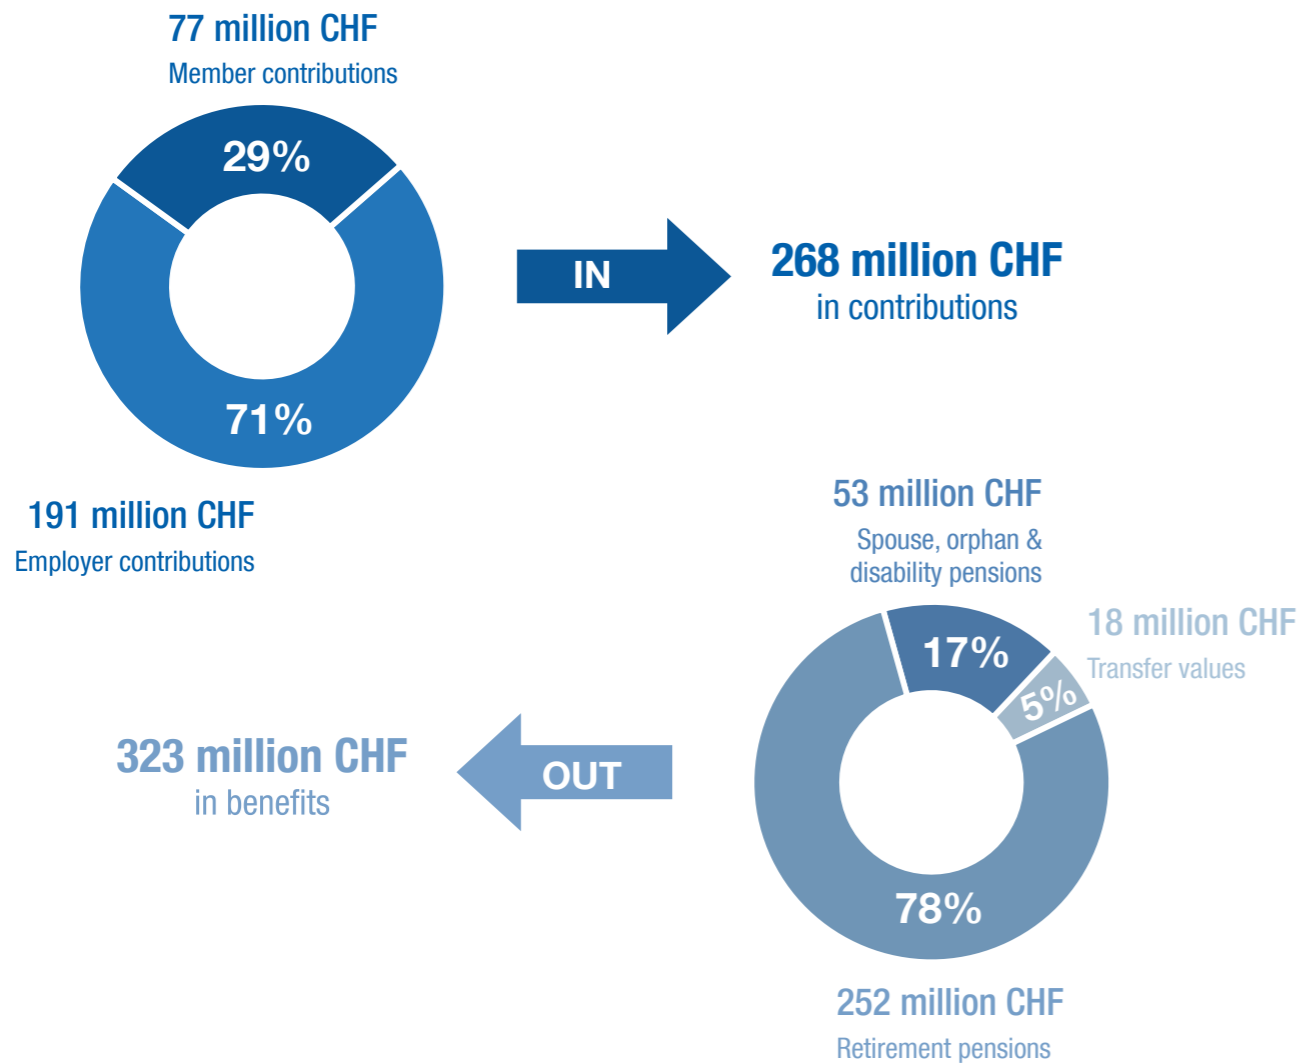 77 million CHF
Member contributions
29%
71%
191 million CHF
Employer contributions
IN
268 million CHF
in contributions
53 million CHF
Spouse, orphan &
disability pensions
18 million CHF
Transfer values
17%
5%
78%
252 million CHF
Retirement pensions
OUT
323 million CHF
in benefits